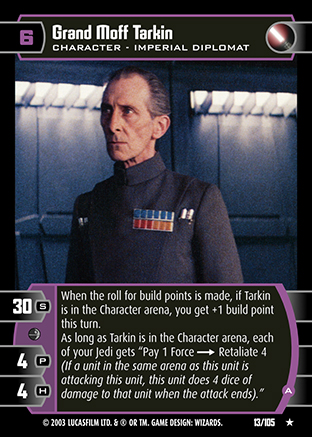 6
Grand Moff Tarkin
CHARACTER - IMPERIAL DIPLOMAT
30 S
4 P
4 H
When the roll for build points is made, if Tarkin
is in the Character arena, you get +1 build point
this turn.
As long as Tarkin is in the Character arena, each
of your Jedi gets “Pay 1 Force → Retaliate 4
(If a unit in the same arena as this unit is
attacking this unit, this unit does 4 dice of
damage to that unit when the attack ends).”
A
© 2003 LUCASFILM LTD. & ® OR TM. GAME DESIGN: WIZARDS.
13/105 ★